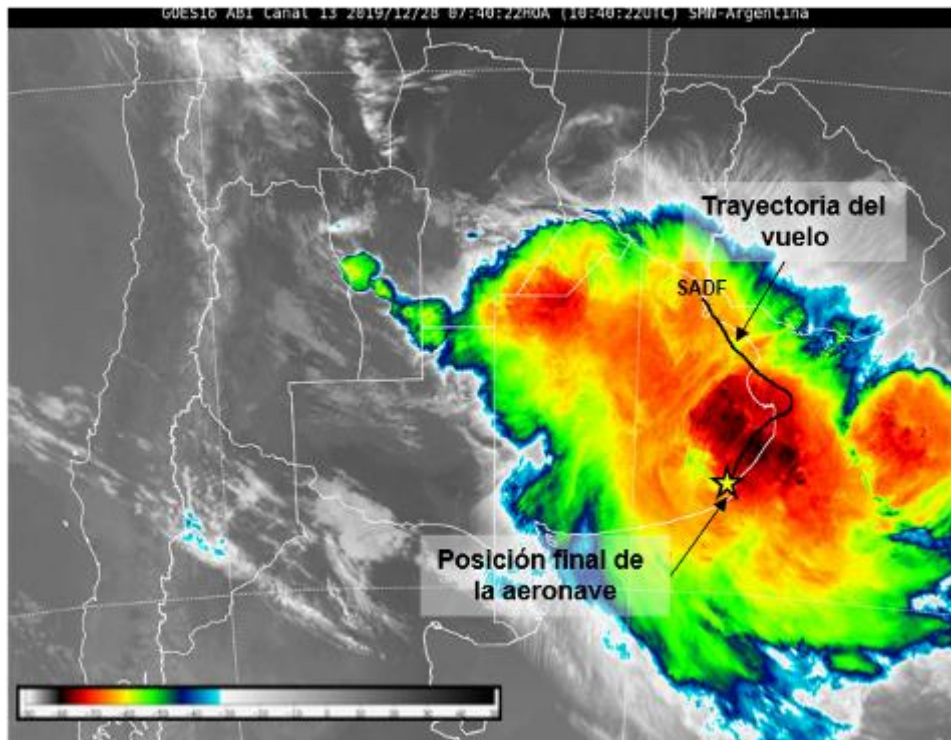 GOES16 ABI Canal 13 2019/12/28 07:40:22HOA (10:40:22UTC) SMN-Argentina
Trayectoria del
vuelo
SADF
Posición final de
la aeronave